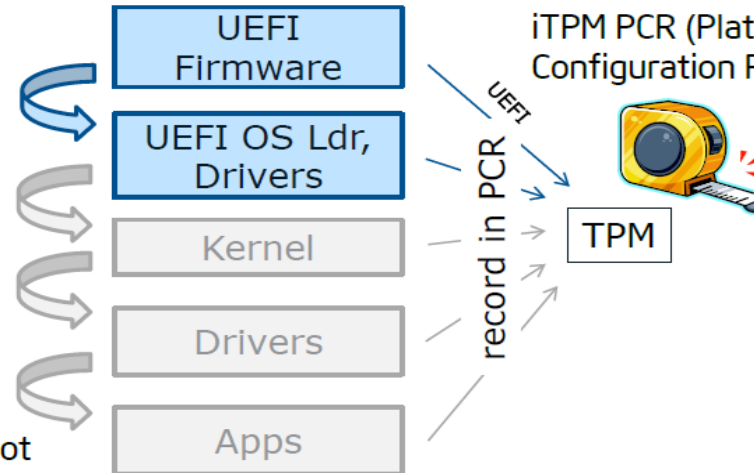 UEFI
Firmware
iTPM PCR (Plat
Configuration
UEFI
UEFI OS Ldr,
Drivers
record in PCR
TPM
Kernel
Drivers
Apps
ot